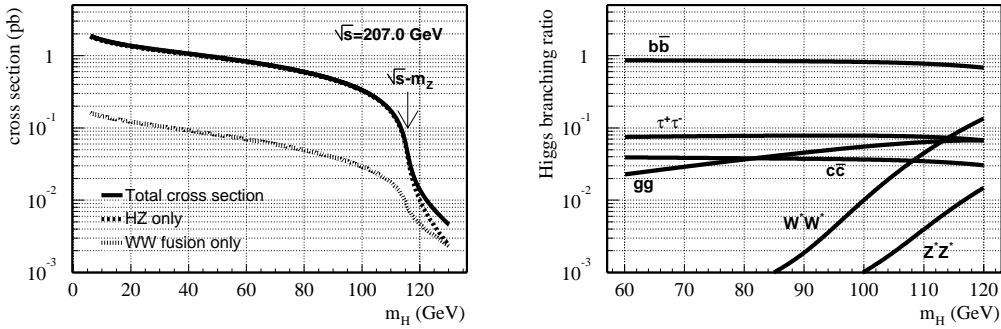 cross section (pb)
1
10⁻¹
10⁻²
10⁻³
√s=207.0 GeV
√s-m_Z
Total cross section
HZ only
WW fusion only
0 20 40 60 80 100 120 140
m_H (GeV)
Higgs branching ratio
1
10⁻¹
10⁻²
10⁻³
bb̅
τ⁺τ⁻
cc̅
gg
W*W*
Z*Z*
60 70 80 90 100 110 120
m_H (GeV)